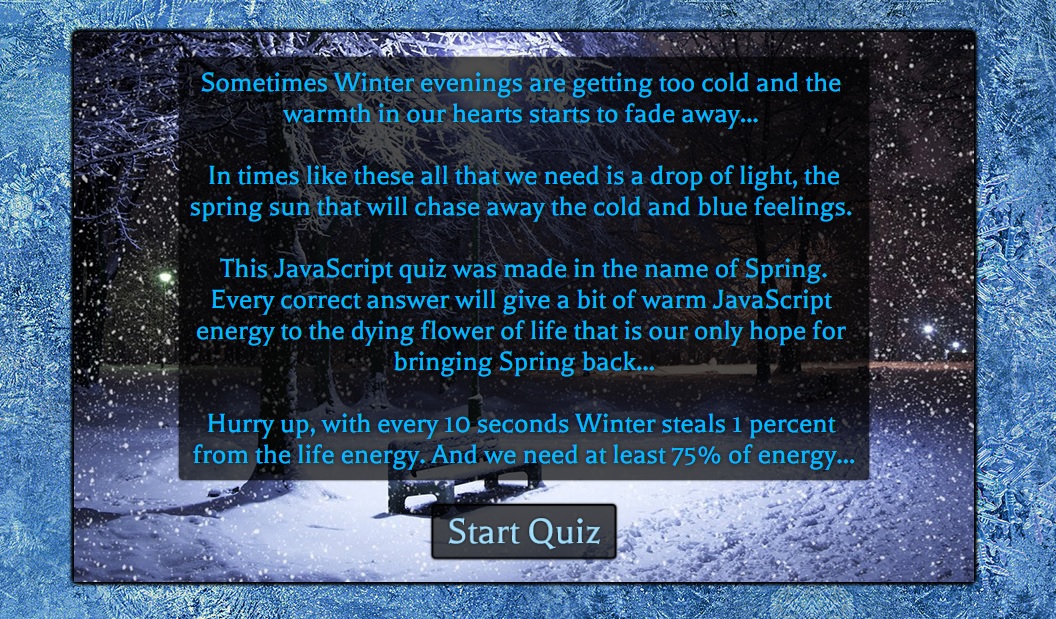 Sometimes Winter evenings are getting too cold and the
warmth in our hearts starts to fade away...
In times like these all that we need is a drop of light, the
spring sun that will chase away the cold and blue feelings.
This JavaScript quiz was made in the name of Spring.
Every correct answer will give a bit of warm JavaScript
energy to the dying flower of life that is our only hope for
bringing Spring back...
Hurry up, with every 10 seconds Winter steals 1 percent
from the life energy. And we need at least 75% of energy...
Start Quiz